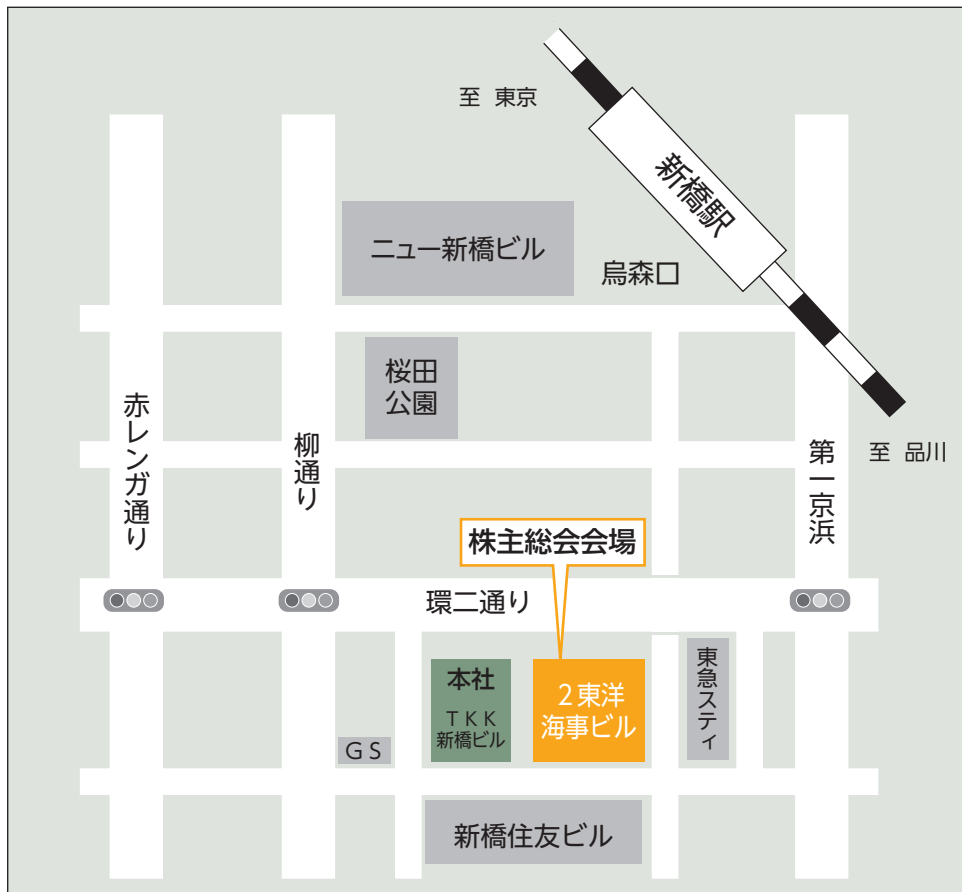 至 東京
新橋駅
ニュー新橋ビル
烏森口
桜田
公園
赤レンガ通り
柳通り
第一京浜
至 品川
株主総会会場
環二通り
本社
TKK
新橋ビル
2東洋
海事ビル
東急スティ
GS
新橋住友ビル